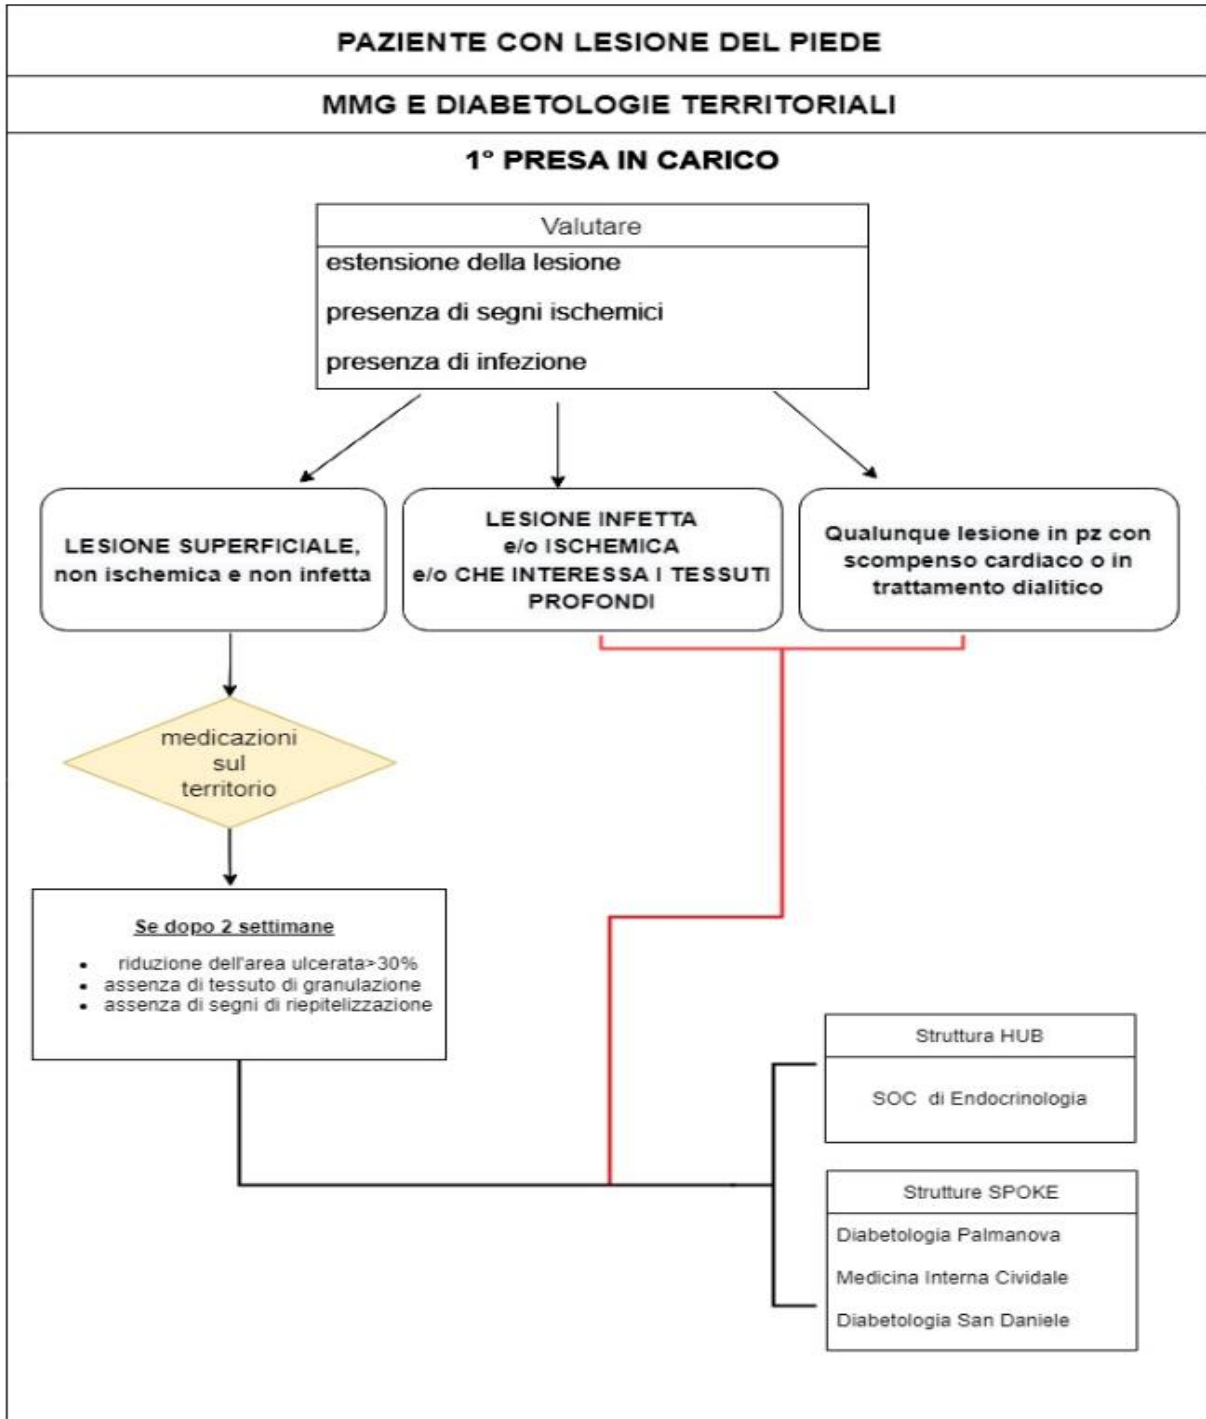 PAZIENTE CON LESIONE DEL PIEDE
MMG E DIABETOLOGIE TERRITORIALI
1° PRESA IN CARICO
Valutare
estensione della lesione
presenza di segni ischemici
presenza di infezione
LESIONE SUPERFICIALE,
non ischemica e non infetta
LESIONE INFETTA
e/o ISCHEMICA
e/o CHE INTERESSA I TESSUTI
PROFONDI
Qualunque lesione in pz con
scompenso cardiaco o in
trattamento dialitico
medicazioni
sul
territorio
Se dopo 2 settimane
• riduzione dell'area ulcerata>30%
• assenza di tessuto di granulazione
• assenza di segni di riepitelizzazione
Struttura HUB
SOC di Endocrinologia
Strutture SPOKE
Diabetologia Palmanova
Medicina Interna Cividale
Diabetologia San Daniele